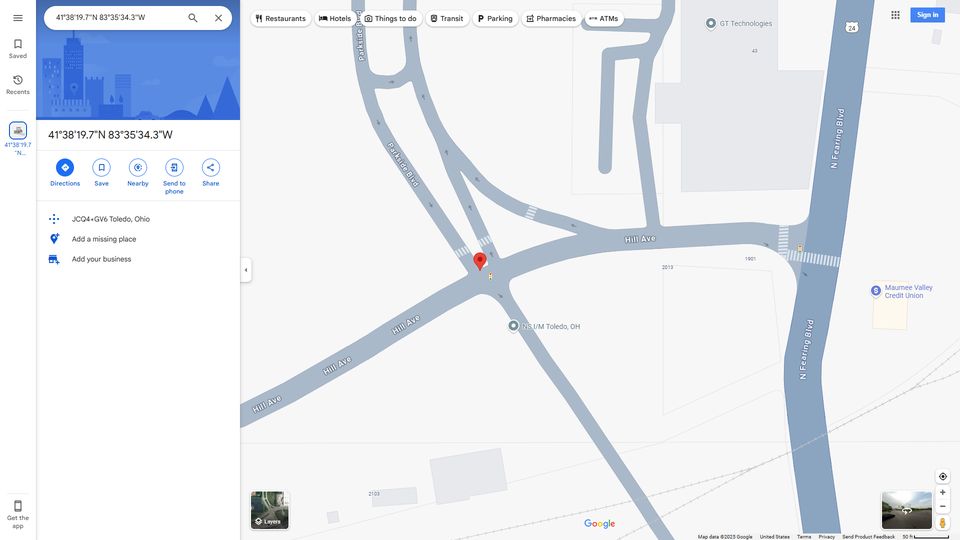 41°38'19.7"N 83°35'34.3"W
Restaurants
Hotels
Things to do
Transit
Parking
Pharmacies
ATMs
Sign in
Saved
Recents
41°38'19.7
"N...
41°38'19.7"N 83°35'34.3"W
Directions
Save
Nearby
Send to
phone
Share
JCQ4+GV6 Toledo, Ohio
Add a missing place
Add your business
Get the
app
Parkside Blvd
Parkside Blvd
GT Technologies
43
24
N Fearing Blvd
Hill Ave
1901
2013
Maumee Valley
Credit Union
NS I/M Toledo, OH
Hill Ave
Hill Ave
Hill Ave
N Fearing Blvd
2103
Layers
Google
Map data ©2025 Google
United States
Terms
Privacy
Send Product Feedback
50 ft